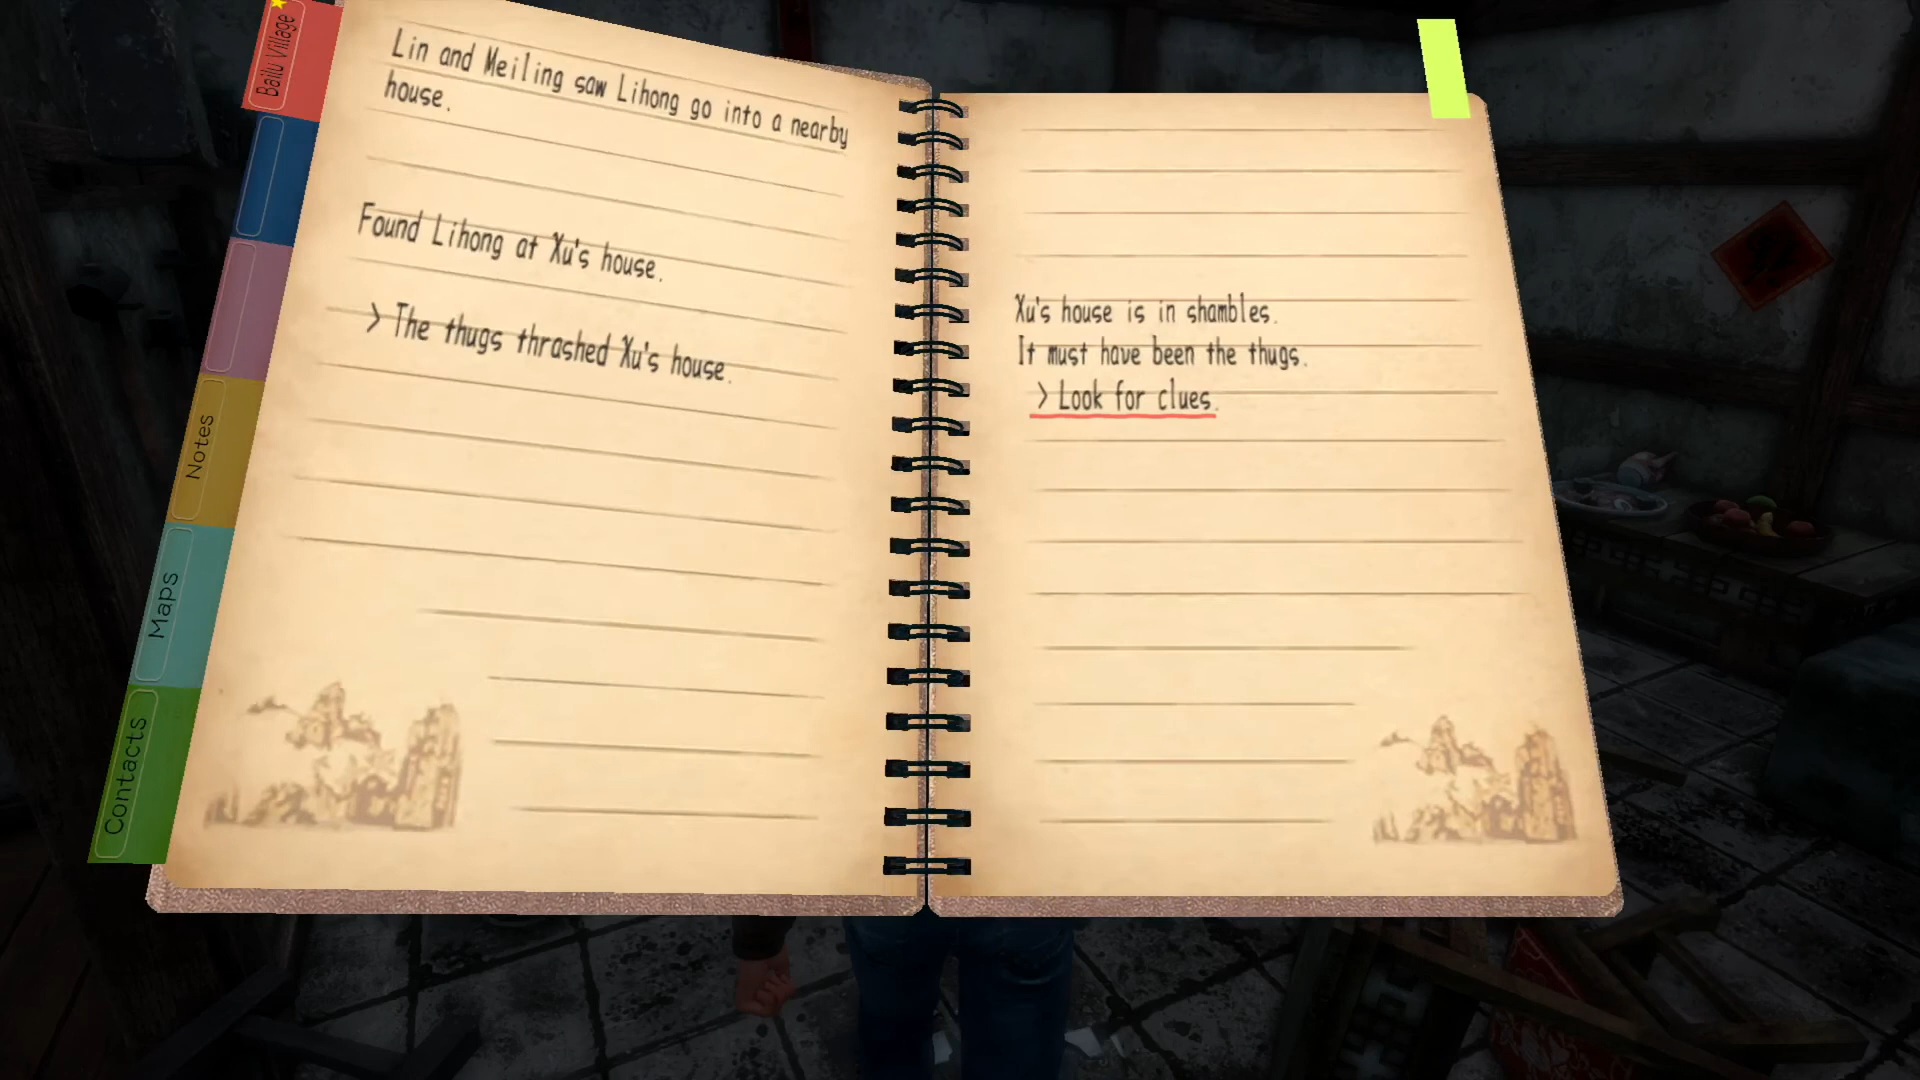 Bailu Village
Notes
Maps
Contacts
Lin and Meiling saw Lihong go into a nearby
house.
Found Lihong at Xu's house.
> The thugs thrashed Xu's house.
Xu's house is in shambles.
It must have been the thugs.
> Look for clues.